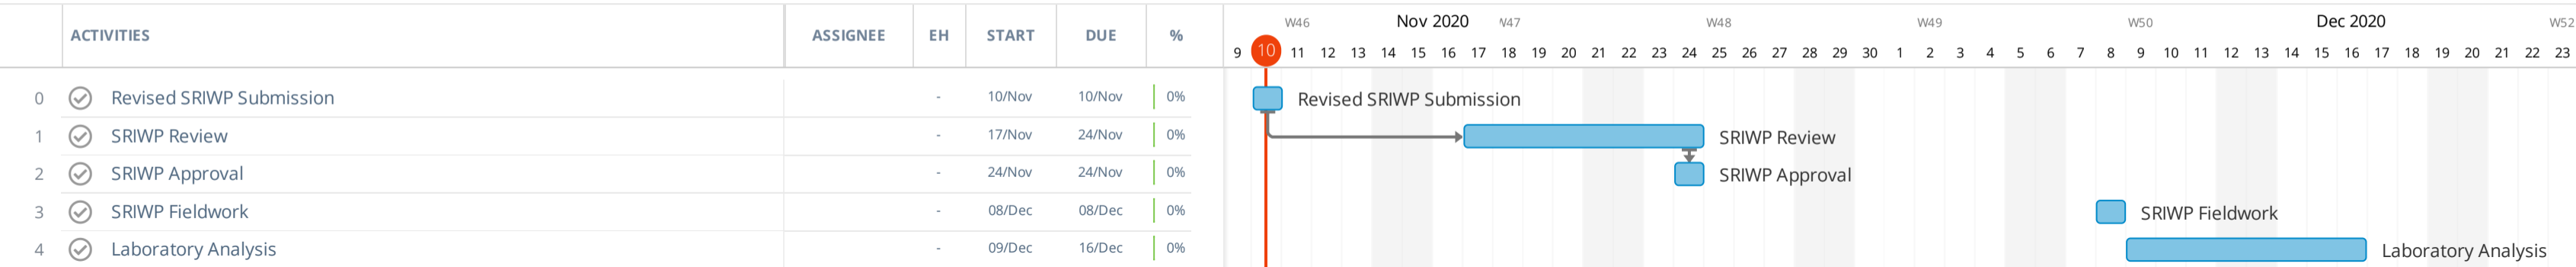 W46 Nov 2020 W47 W48 W49 W50 Dec 2020 W52
ACTIVITIES ASSIGNEE EH START DUE %
9 10 11 12 13 14 15 16 17 18 19 20 21 22 23 24 25 26 27 28 29 30 1 2 3 4 5 6 7 8 9 10 11 12 13 14 15 16 17 18 19 20 21 22 23
0 Revised SRIWP Submission - 10/Nov 10/Nov 0% Revised SRIWP Submission
1 SRIWP Review - 17/Nov 24/Nov 0% SRIWP Review
2 SRIWP Approval - 24/Nov 24/Nov 0% SRIWP Approval
3 SRIWP Fieldwork - 08/Dec 08/Dec 0% SRIWP Fieldwork
4 Laboratory Analysis - 09/Dec 16/Dec 0% Laboratory Analysis